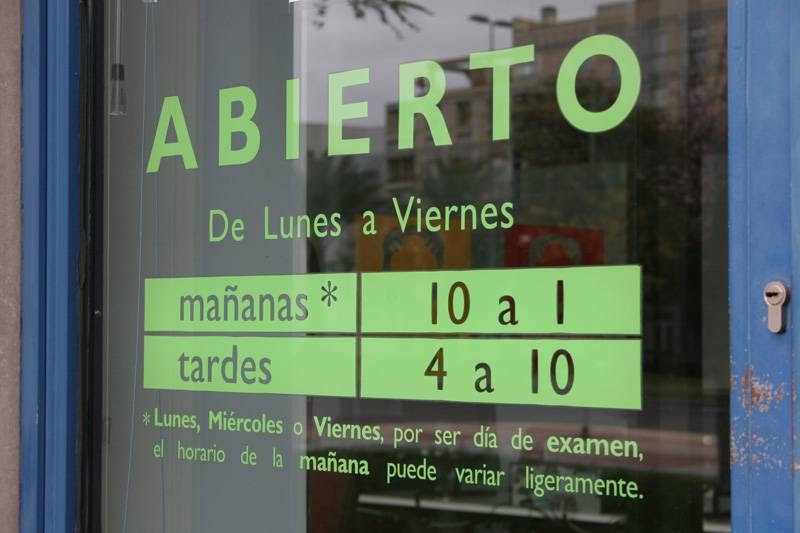 ABIERTO
De Lunes a Viernes
mañanas * 10 a 1
tardes 4 a 10
* Lunes, Miércoles o Viernes, por ser día de examen,
el horario de la mañana puede variar ligeramente.